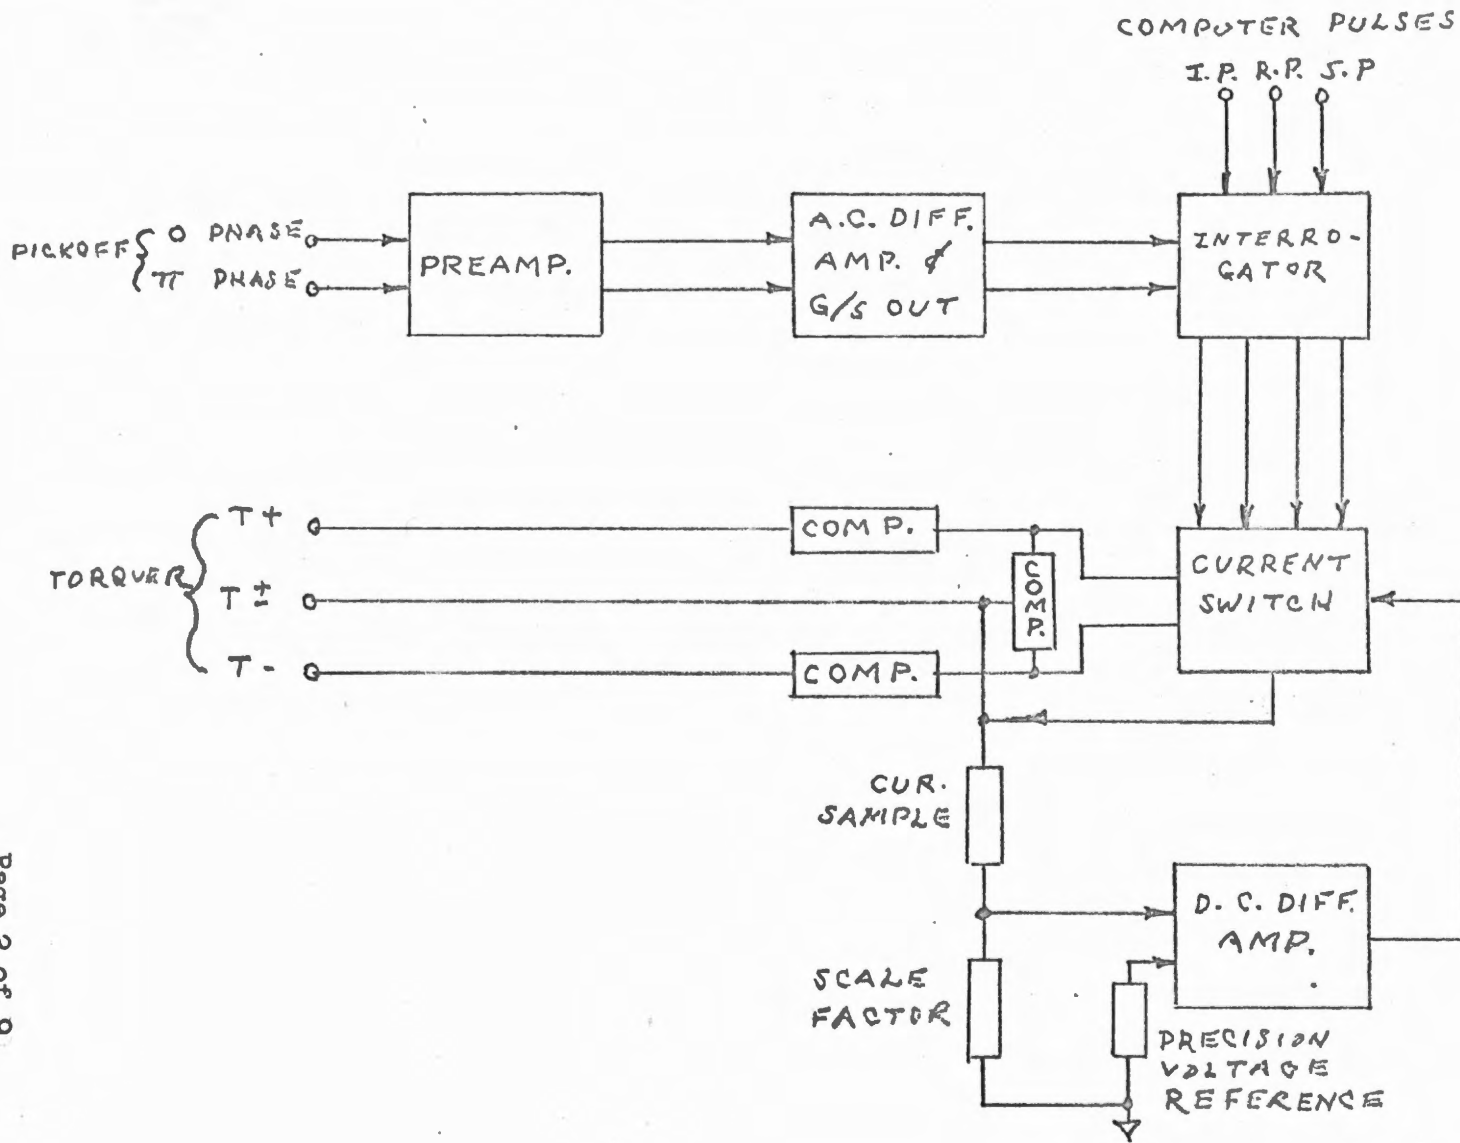 COMPUTER PULSES
I.P. R.P. S.P
PICKOFF
0 PHASE
π PHASE
PREAMP.
A.C. DIFF.
AMP. &
G/S OUT
INTERRO-
GATOR
TORQUER
T+
T±
T-
COMP.
COMP.
COMP.
CURRENT
SWITCH
CUR.
SAMPLE
SCALE
FACTOR
D.C. DIFF.
AMP.
PRECISION
VOLTAGE
REFERENCE